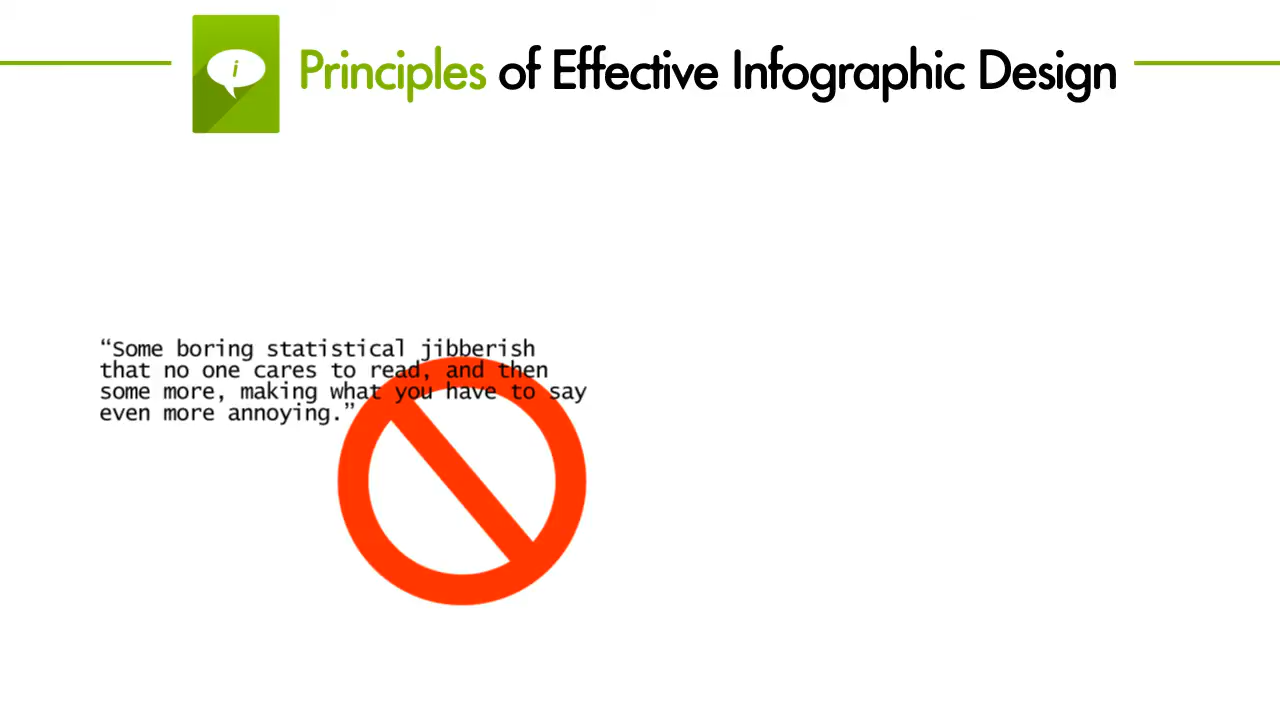 i
Principles of Effective Infographic Design
“Some boring statistical jibberish
that no one cares to read, and then
some more, making what you have to say
even more annoying.”